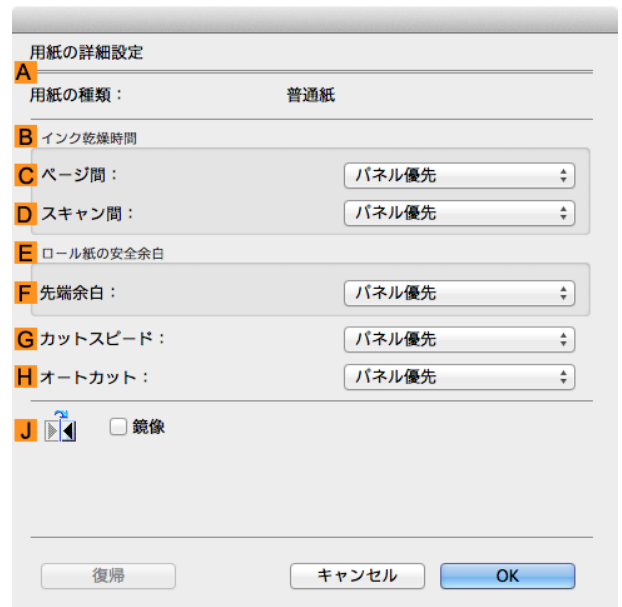 用紙の詳細設定
A
用紙の種類： 普通紙
B インク乾燥時間
C ページ間： パネル優先
D スキャン間： パネル優先
E ロール紙の安全余白
F 先端余白： パネル優先
G カットスピード： パネル優先
H オートカット： パネル優先
J 鏡像
復帰 キャンセル OK